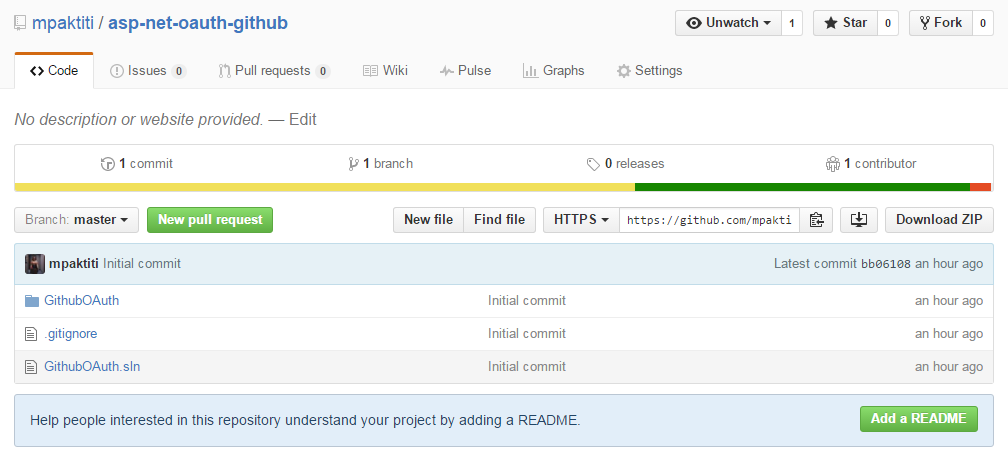 mpaktiti / asp-net-oauth-github Unwatch 1 Star 0 Fork 0
Code Issues 0 Pull requests 0 Wiki Pulse Graphs Settings
No description or website provided. — Edit
1 commit 1 branch 0 releases 1 contributor
Branch: master New pull request New file Find file HTTPS https://github.com/mpakti Download ZIP
mpaktiti Initial commit Latest commit bb06108 an hour ago
GithubOAuth Initial commit an hour ago
.gitignore Initial commit an hour ago
GithubOAuth.sln Initial commit an hour ago
Help people interested in this repository understand your project by adding a README. Add a README